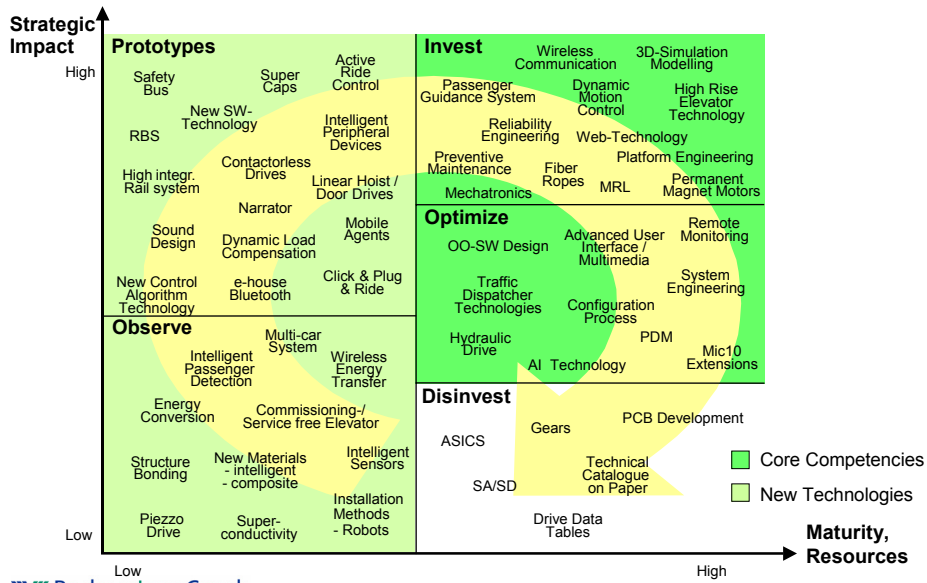 Strategic
Impact
High
Low
Prototypes
Safety
Bus
Super
Caps
Active
Ride
Control
New SW-
Technology
RBS
Intelligent
Peripheral
Devices
Contactorless
Drives
High integr.
Rail system
Linear Hoist /
Door Drives
Narrator
Mobile
Agents
Sound
Design
Dynamic Load
Compensation
New Control
Algorithm
Technology
e-house
Bluetooth
Click & Plug
& Ride
Invest
Wireless
Communication
3D-Simulation
Modelling
Passenger
Guidance System
Dynamic
Motion
Control
High Rise
Elevator
Technology
Reliability
Engineering
Web-Technology
Preventive
Maintenance
Fiber
Ropes
Platform Engineering
MRL
Permanent
Magnet Motors
Mechatronics
Optimize
OO-SW Design
Advanced User
Interface /
Multimedia
Remote
Monitoring
Traffic
Dispatcher
Technologies
System
Engineering
Configuration
Process
Hydraulic
Drive
PDM
AI Technology
Mic10
Extensions
Observe
Multi-car
System
Intelligent
Passenger
Detection
Wireless
Energy
Transfer
Energy
Conversion
Commissioning-/
Service free Elevator
Structure
Bonding
New Materials
- intelligent
- composite
Intelligent
Sensors
Piezzo
Drive
Super-
conductivity
Installation
Methods
- Robots
Disinvest
ASICS
Gears
PCB Development
SA/SD
Technical
Catalogue
on Paper
Drive Data
Tables
Core Competencies
New Technologies
Maturity,
Resources
Low
High